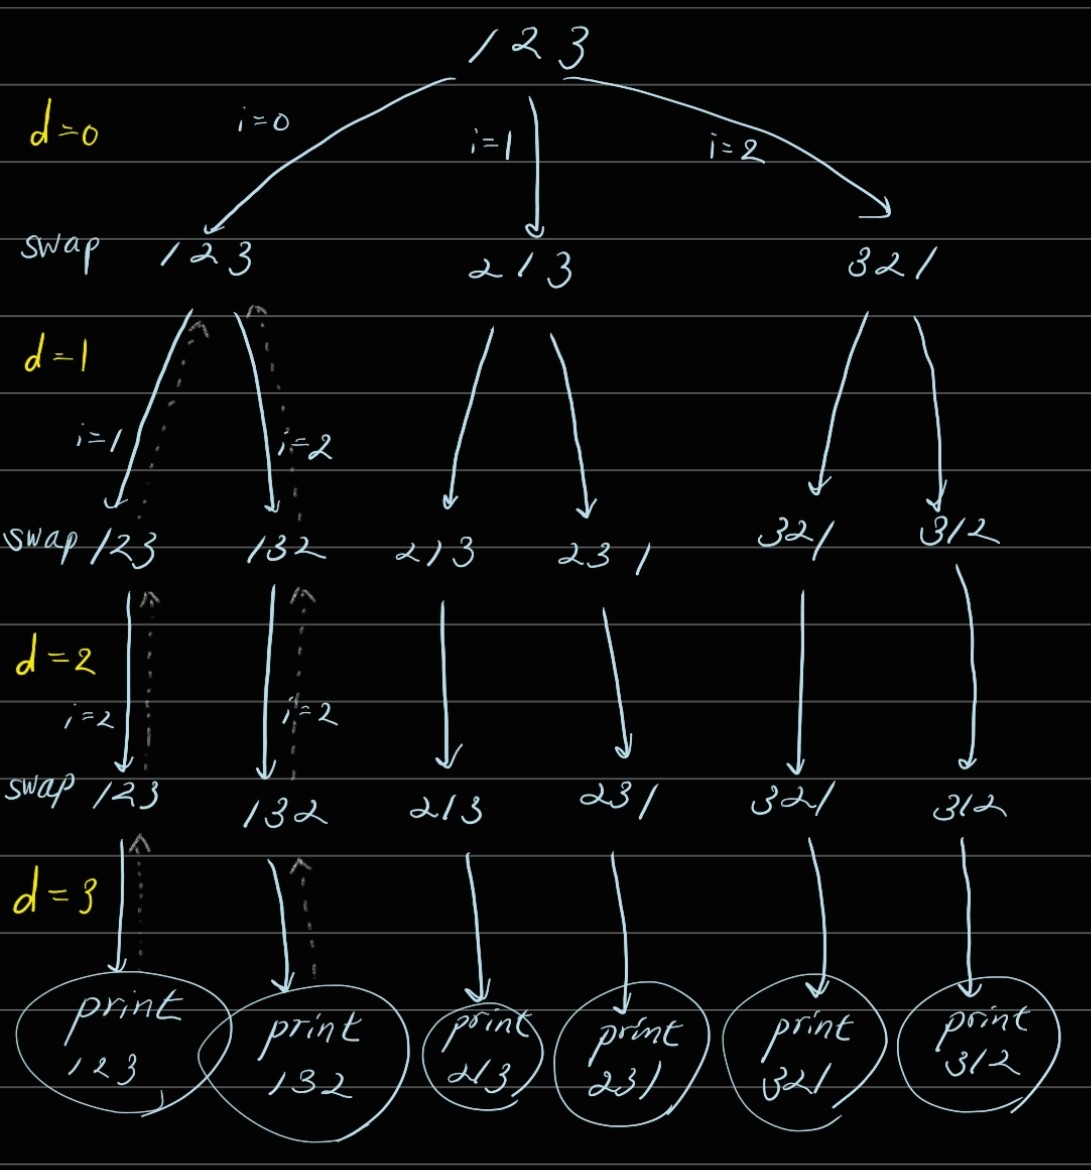 123
d=0 i=0 i=1 i=2
swap 123 213 321
d=1
i=1 i=2
swap 123 132 213 231 321 312
d=2
i=2 i=2
swap 123 132 213 231 321 312
d=3
print print print print print print
123 132 213 231 321 312